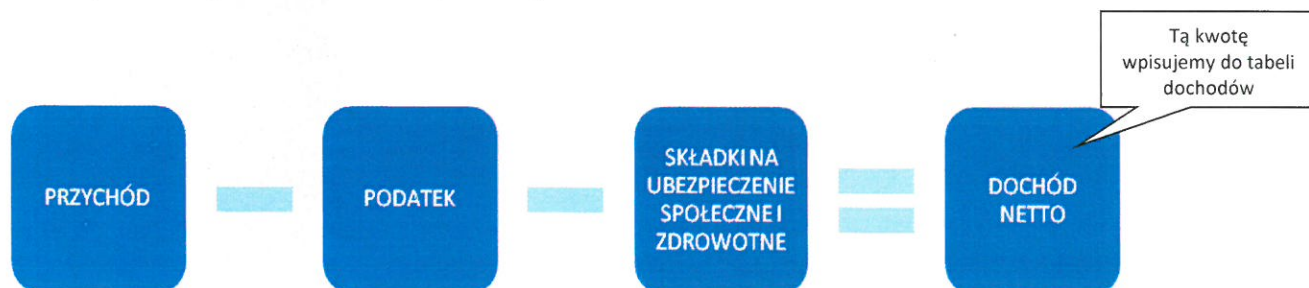 Tą kwotę
wpisujemy do tabeli
dochodów
PRZYCHÓD
PODATEK
SKŁADKI NA
UBEZPIECZENIE
SPOŁECZNE I
ZDROWOTNE
DOCHÓD
NETTO